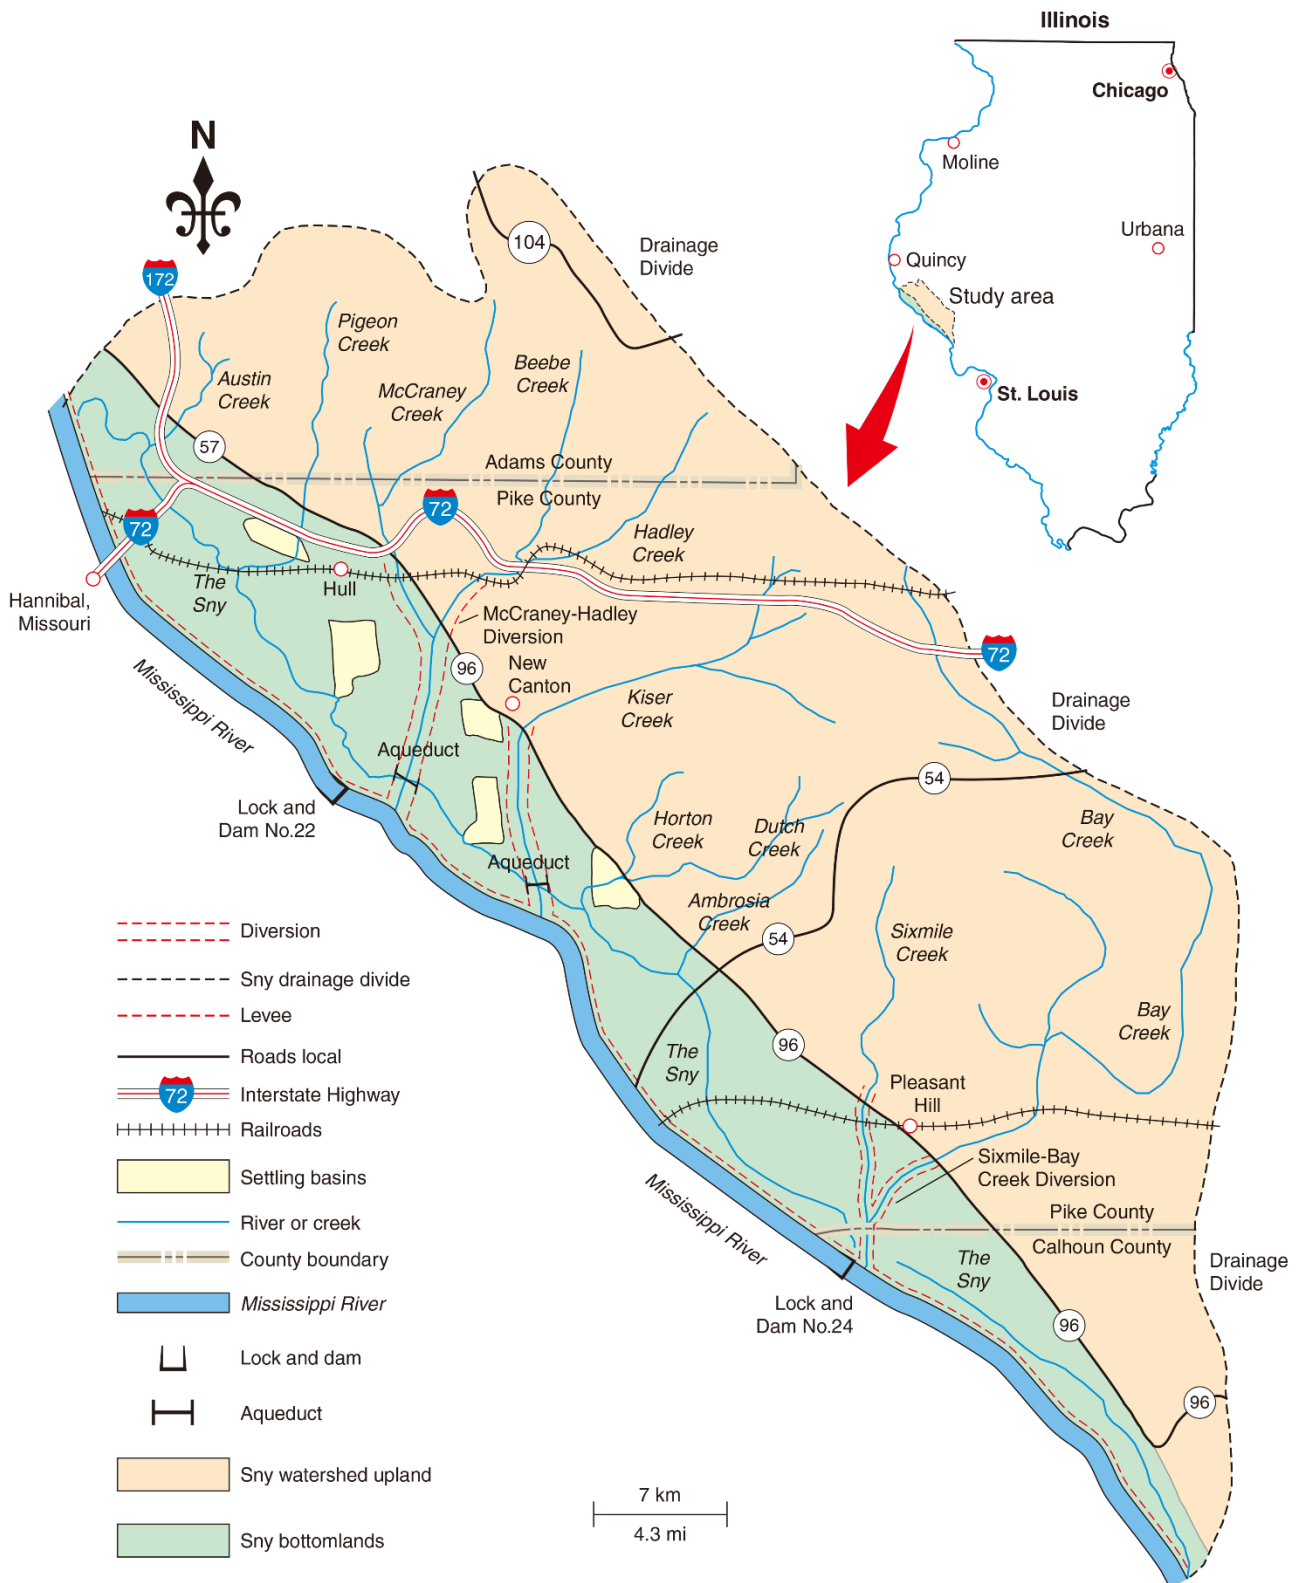 Illinois
Chicago
Moline
Urbana
Quincy
Study area
St. Louis
N
104
Drainage
Divide
172
Pigeon
Creek
Austin
Creek
McCraney
Creek
Beebe
Creek
57
Adams County
Pike County
72
72
Hadley
Creek
The
Sny
Hull
Hannibal,
Missouri
McCraney-Hadley
Diversion
72
96
New
Canton
Kiser
Creek
Drainage
Divide
Mississippi River
Aqueduct
54
Lock and
Dam No.22
Horton
Creek
Dutch
Creek
Bay
Creek
Aqueduct
Ambrosia
Creek
54
Sixmile
Creek
Bay
Creek
The
Sny
96
Pleasant
Hill
Sixmile-Bay
Creek Diversion
Mississippi River
Pike County
Calhoun County
The
Sny
Drainage
Divide
Lock and
Dam No.24
96
96
Diversion
Sny drainage divide
Levee
Roads local
72
Interstate Highway
Railroads
Settling basins
River or creek
County boundary
Mississippi River
Lock and dam
Aqueduct
Sny watershed upland
Sny bottomlands
7 km
4.3 mi